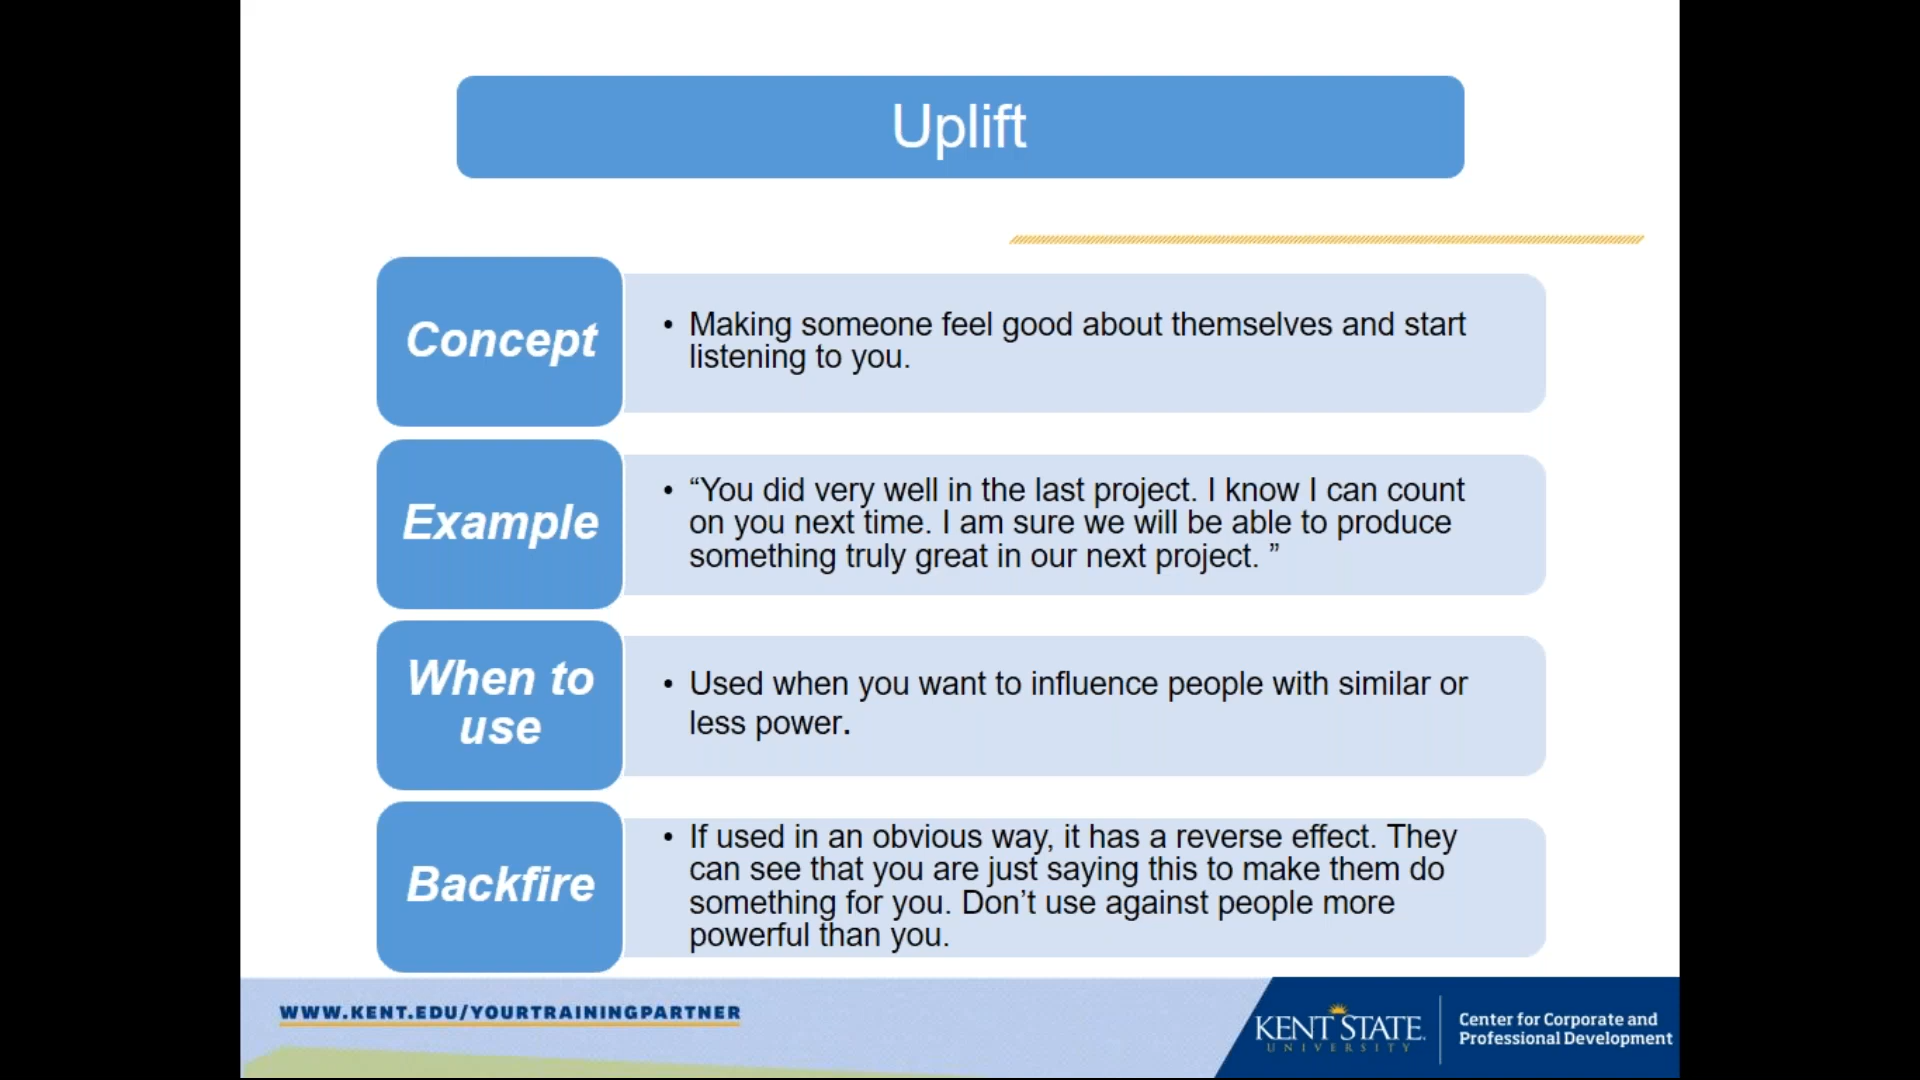 Uplift
Concept
• Making someone feel good about themselves and start
listening to you.
Example
• “You did very well in the last project. I know I can count
on you next time. I am sure we will be able to produce
something truly great in our next project. ”
When to
use
• Used when you want to influence people with similar or
less power.
Backfire
• If used in an obvious way, it has a reverse effect. They
can see that you are just saying this to make them do
something for you. Don’t use against people more
powerful than you.
WWW.KENT.EDU/YOURTRAININGPARTNER
KENT STATE
UNIVERSITY
Center for Corporate and
Professional Development